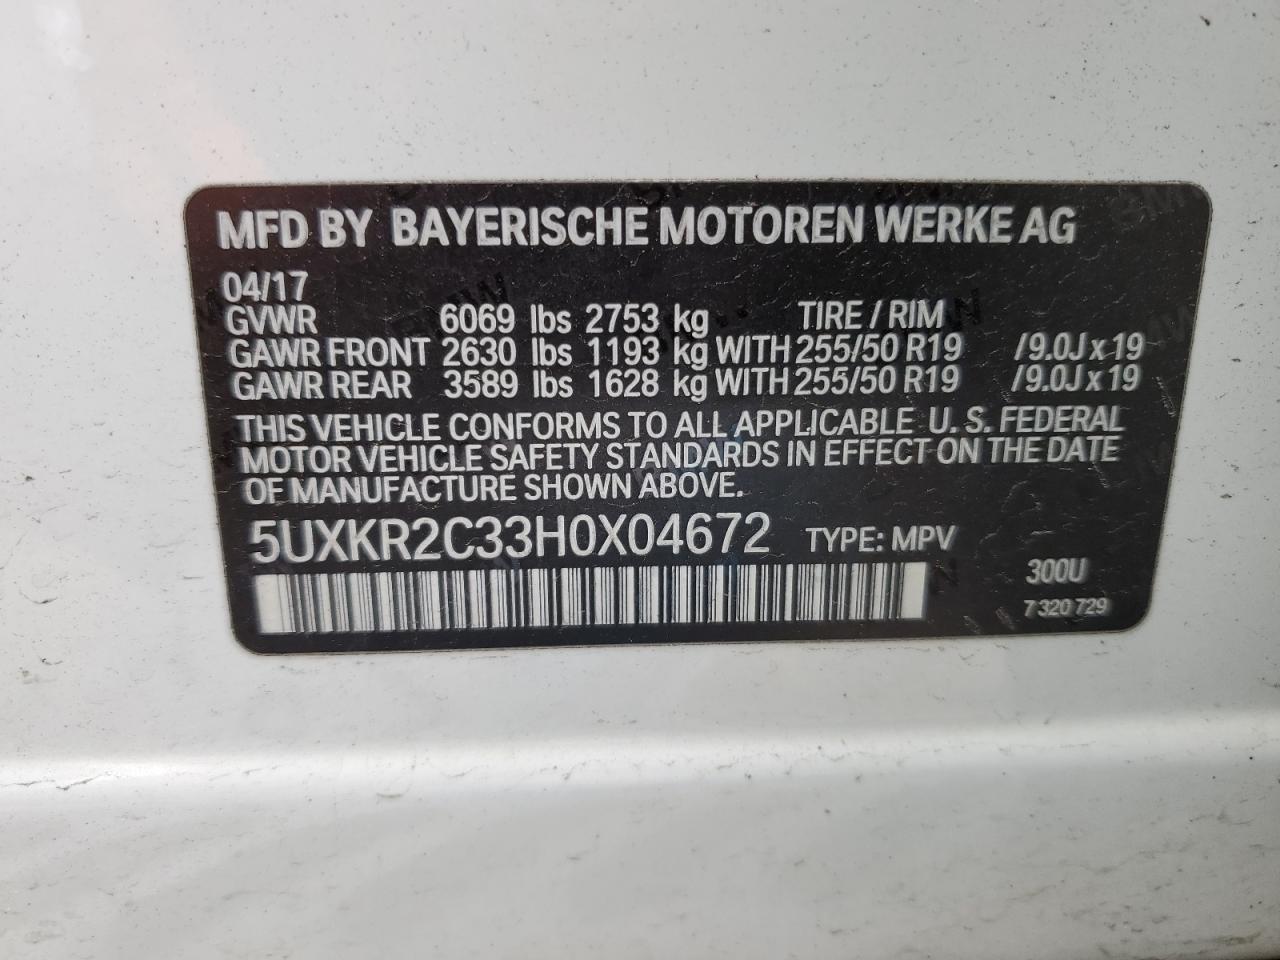 MFD BY BAYERISCHE MOTOREN WERKE AG
04/17
GVWR 6069 lbs 2753 kg TIRE / RIM
GAWR FRONT 2630 lbs 1193 kg WITH 255/50 R19 /9.0J x 19
GAWR REAR 3589 lbs 1628 kg WITH 255/50 R19 /9.0J x 19
THIS VEHICLE CONFORMS TO ALL APPLICABLE U. S. FEDERAL
MOTOR VEHICLE SAFETY STANDARDS IN EFFECT ON THE DATE
OF MANUFACTURE SHOWN ABOVE.
5UXKR2C33H0X04672 TYPE: MPV
300U
7 320 729